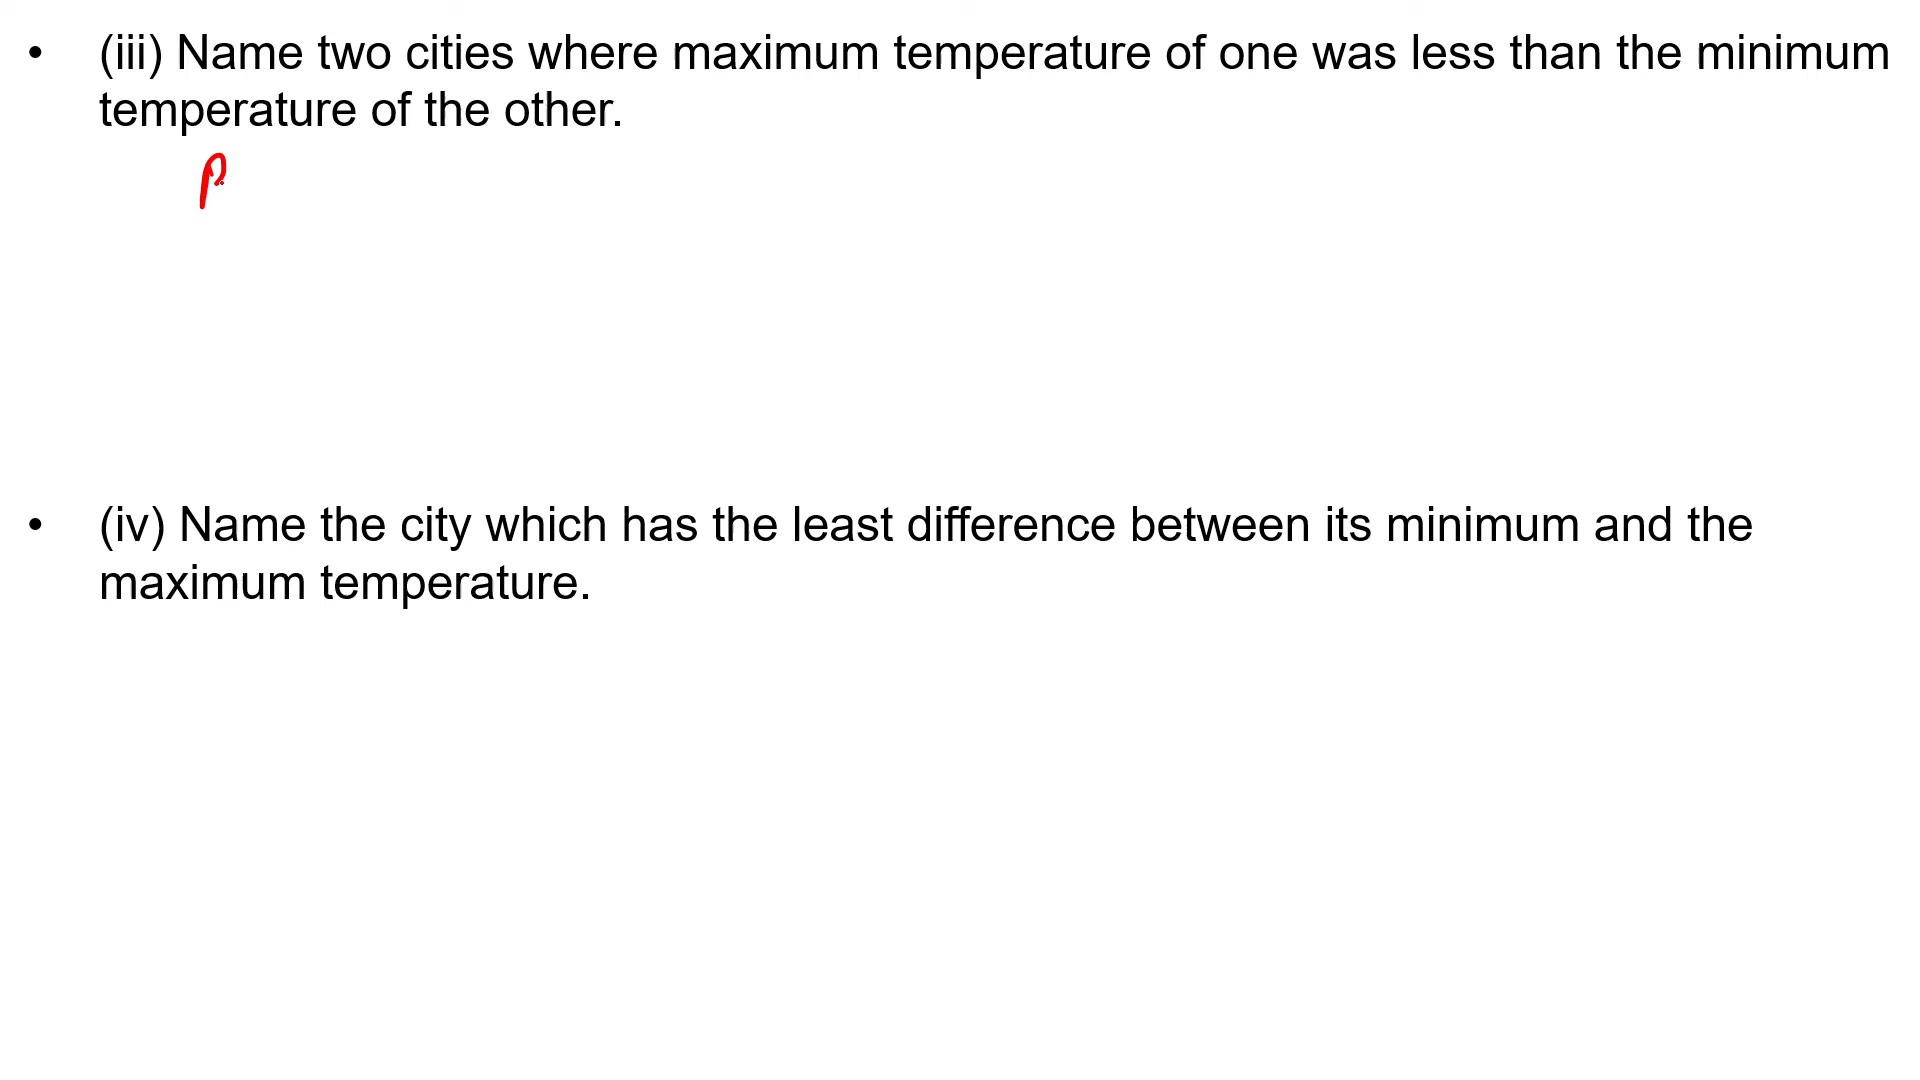 • (iii) Name two cities where maximum temperature of one was less than the minimum
temperature of the other.
• (iv) Name the city which has the least difference between its minimum and the
maximum temperature.